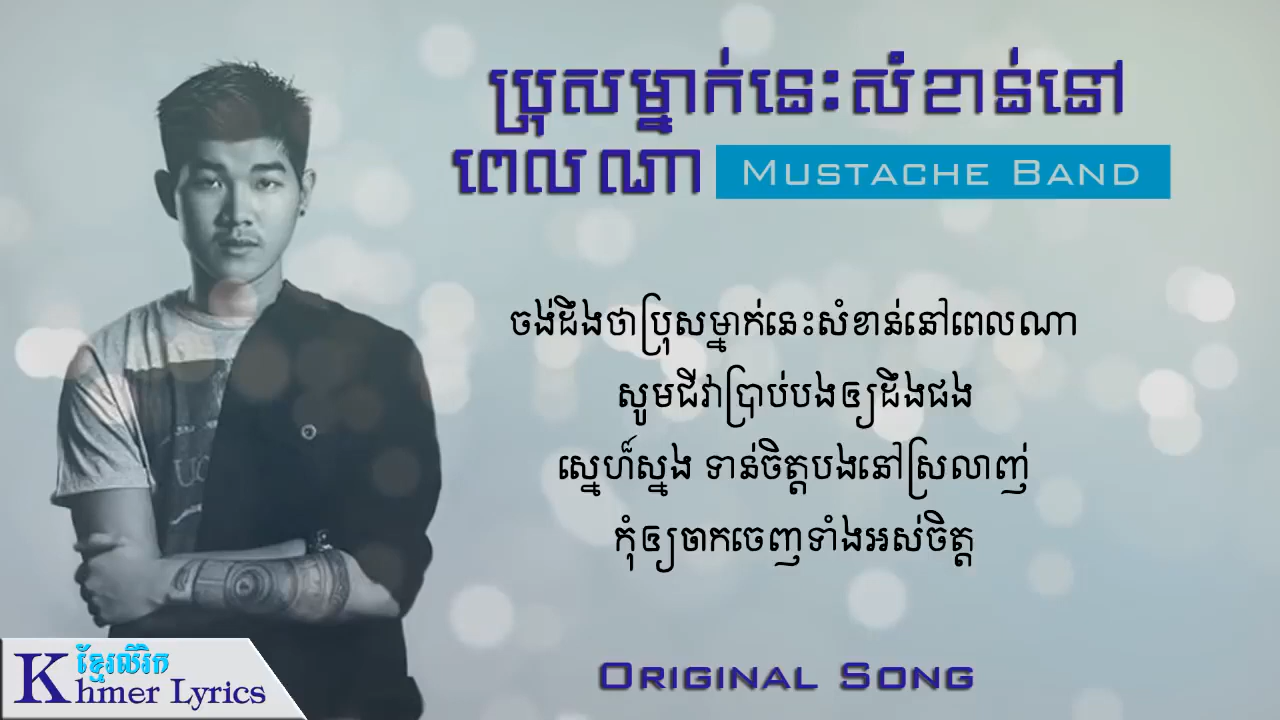 ប្រុសម្នាក់នេះសំខាន់នៅ
ពេលណា
MUSTACHE BAND
ចង់ដឹងថាប្រុសម្នាក់នេះសំខាន់នៅពេលណា
សូមជីវាប្រាប់បងឲ្យដឹងផង
ស្នេហ៍ស្នង ទាន់ចិត្តបងនៅស្រលាញ់
កុំឲ្យចាកចេញទាំងអស់ចិត្ត
ORIGINAL SONG
ខ្មែរលីរិក
Khmer Lyrics